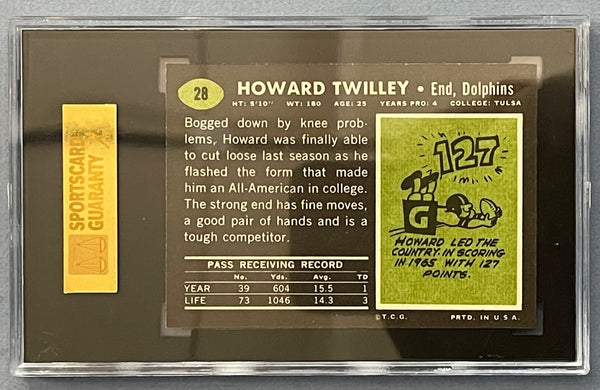 28
HOWARD TWILLEY • End, Dolphins
HT: 5'10" WT: 180 AGE: 25 YEARS PRO: 4 COLLEGE: TULSA
Bogged down by knee prob-
lems, Howard was finally able
to cut loose last season as he
flashed the form that made
him an All-American in college.
The strong end has fine moves,
a good pair of hands and is a
tough competitor.
PASS RECEIVING RECORD
No. Yds. Avg. TD
YEAR 39 604 15.5 1
LIFE 73 1046 14.3 3
127
G
HOWARD LED THE
COUNTRY IN SCORING
IN 1965 WITH 127
POINTS.
©T.C.G. PRTD. IN U.S.A.
SPORTSCARD
GUARANTY